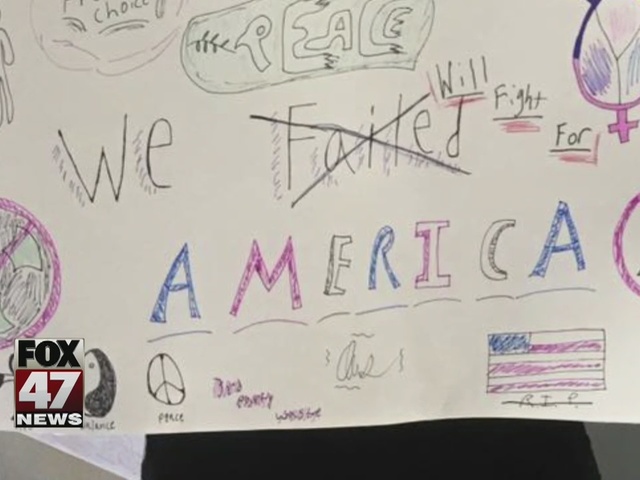 choice
PEACE
Will
Fight
For
We Failed
AMERICA
FOX
47
NEWS
peace
R.I.P.